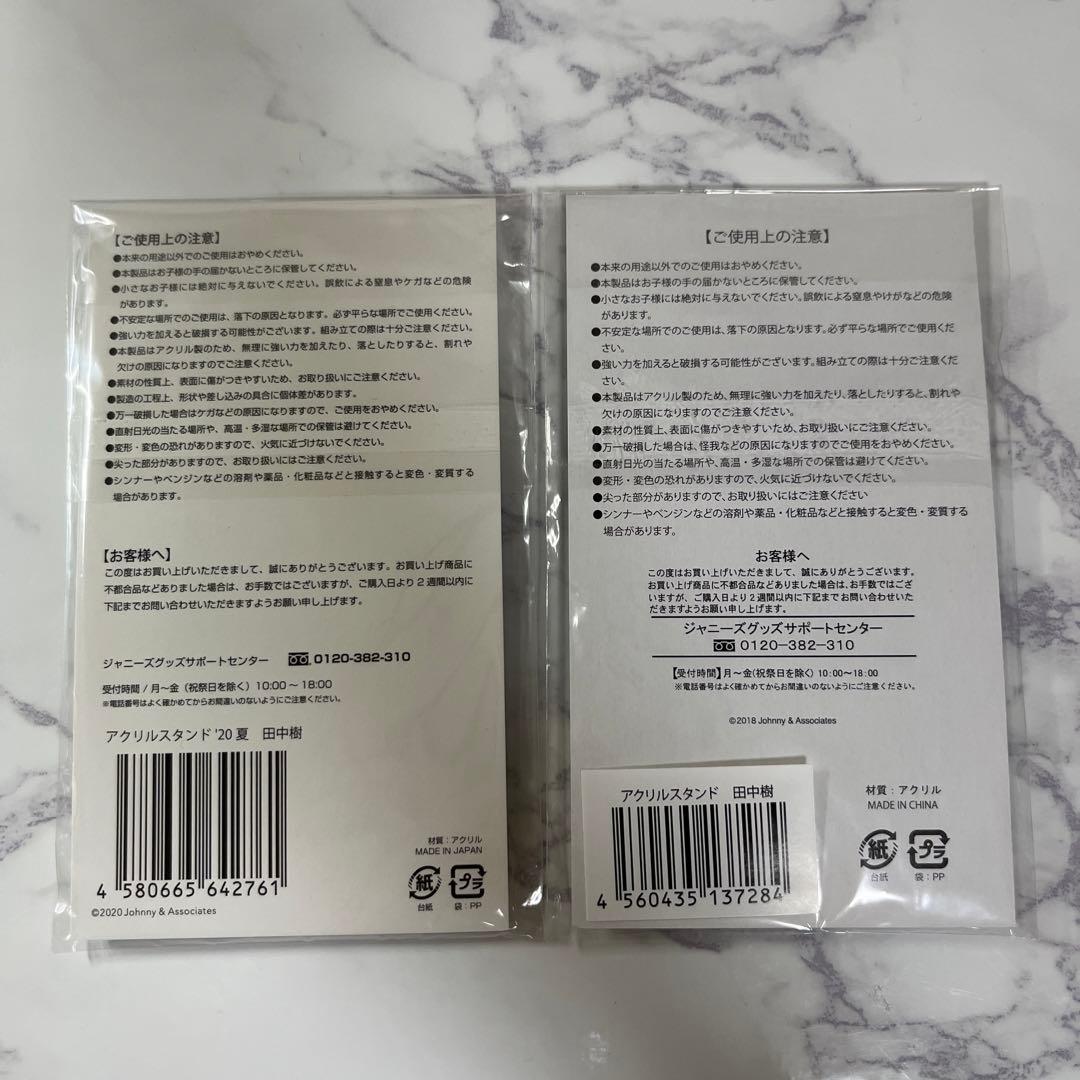 【ご使用上の注意】
●本来の用途以外でのご使用はおやめください。
●本製品はお子様の手の届かないところに保管してください。
●小さなお子様には絶対に与えないでください。誤飲による窒息やケガなどの危険
があります。
●不安定な場所でのご使用は、落下の原因となります。必ず平らな場所でご使用ください。
●強い力を加えると破損する可能性がございます。組み立ての際は十分ご注意ください。
●本製品はアクリル製のため、無理に強い力を加えたり、落としたりすると、割れや
欠けの原因になりますのでご注意ください。
●素材の性質上、表面に傷がつきやすいため、お取り扱いにご注意ください。
●製造の工程上、形状や差し込みの具合に個体差があります。
●万一破損した場合はケガなどの原因になりますので、ご使用をおやめください。
●直射日光の当たる場所や、高温・多湿な場所での保管は避けてください。
●変形・変色の恐れがありますので、火気に近づけないでください。
●尖った部分がありますので、お取り扱いにはご注意ください。
●シンナーやベンジンなどの溶剤や薬品・化粧品などと接触すると変色・変質する
場合があります。
【お客様へ】
この度はお買い上げいただきまして、誠にありがとうございます。お買い上げ商品に
不都合品などありました場合は、お手数ではございますが、ご購入日より2週間以内に
下記までお問い合わせいただきますようお願い申し上げます。
ジャニーズグッズサポートセンター 0120-382-310
受付時間/月〜金(祝祭日を除く)10:00〜18:00
※電話番号はよく確かめてからお間違いのないようにご注意ください。
アクリルスタンド'20夏 田中樹
4 580665 642761
©2020 Johnny & Associates
材質:アクリル
MADE IN JAPAN
紙 プラ
台紙 袋:PP
【ご使用上の注意】
●本来の用途以外でのご使用はおやめください。
●本製品はお子様の手の届かないところに保管してください。
●小さなお子様には絶対に与えないでください。誤飲による窒息やけがなどの危険
があります。
●不安定な場所でのご使用は、落下の原因となります。必ず平らな場所でご使用くださ
い。
●強い力を加えると破損する可能性がございます。組み立ての際は十分ご注意くださ
い。
●本製品はアクリル製のため、無理に強い力を加えたり、落としたりすると、割れや
欠けの原因になりますのでご注意ください。
●素材の性質上、表面に傷がつきやすいため、お取り扱いにご注意ください。
●万一破損した場合は、怪我などの原因になりますのでご使用をおやめください。
●直射日光の当たる場所や、高温・多湿な場所での保管は避けてください。
●変形・変色の恐れがありますので、火気に近づけないでください。
●尖った部分がありますので、お取り扱いにはご注意ください
●シンナーやベンジンなどの溶剤や薬品・化粧品などと接触すると変色・変質する
場合があります。
お客様へ
この度はお買い上げいただきまして、誠にありがとうございます。
お買い上げ商品に不都合品などありました場合は、お手数ではござ
いますが、ご購入日より2週間以内に下記までお問い合わせいた
だきますようお願い申し上げます。
ジャニーズグッズサポートセンター
0120-382-310
【受付時間】月〜金(祝祭日を除く)10:00〜18:00
※電話番号はよく確かめてからお間違いのないようにご注意ください。
©2018 Johnny & Associates
アクリルスタンド 田中樹
4 560435 137284
材質:アクリル
MADE IN CHINA
紙 プラ
台紙 袋:PP